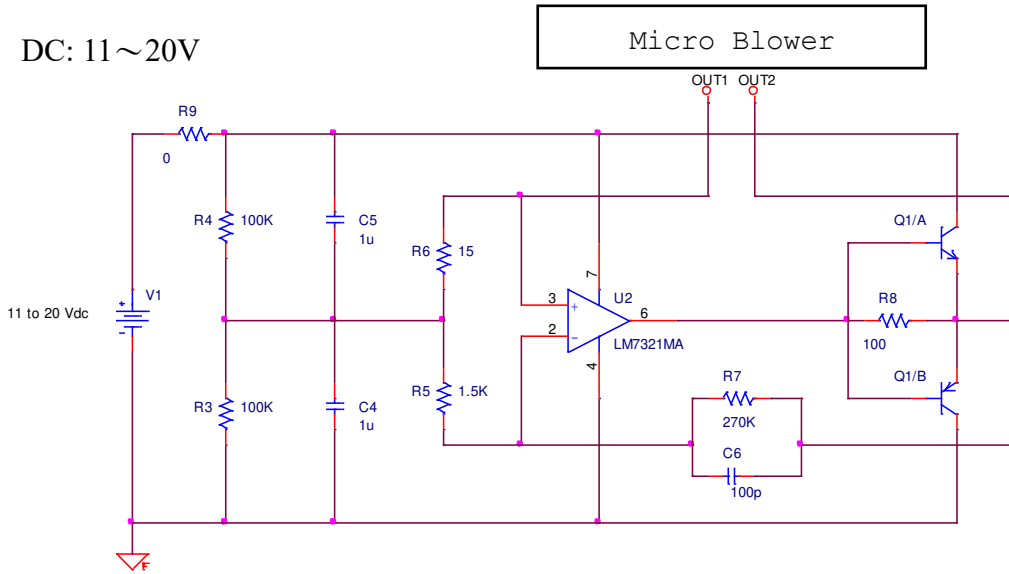 DC: 11～20V
Micro Blower
OUT1 OUT2
R9
0
R4 100K
C5
1u
R6 15
Q1/A
7
V1
11 to 20 Vdc
+
-
3
+
U2
6
R8
100
2
-
LM7321MA
4
R3 100K
C4
1u
R5 1.5K
R7
270K
Q1/B
C6
100p